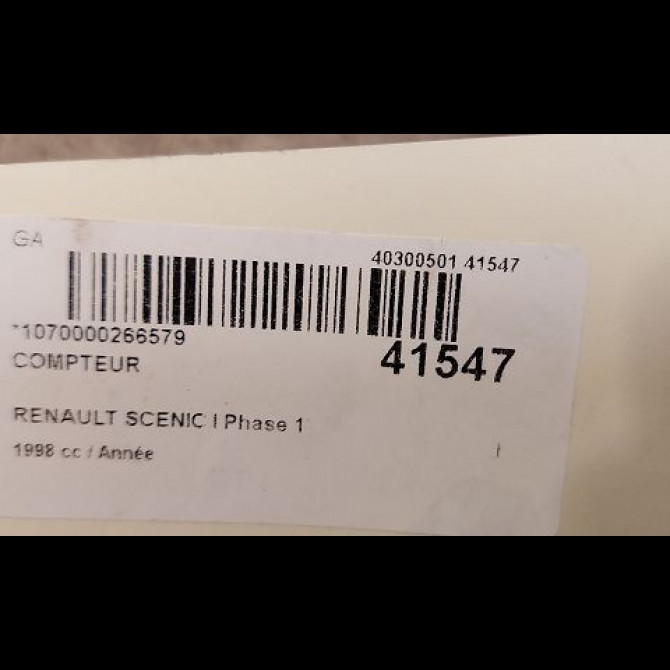 GA
40300501 41547
*1070000266579
41547
COMPTEUR
RENAULT SCENIC I Phase 1
1998 cc / Année